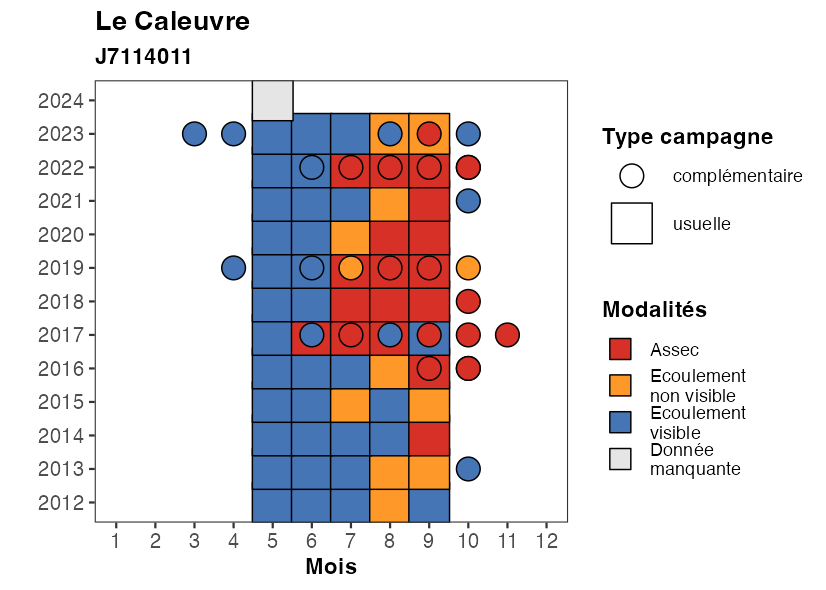 Le Caleuvre
J7114011
2024
2023
2022
2021
2020
2019
2018
2017
2016
2015
2014
2013
2012
1 2 3 4 5 6 7 8 9 10 11 12
Mois
Type campagne
complémentaire
usuelle
Modalités
Assec
Ecoulement
non visible
Ecoulement
visible
Donnée
manquante